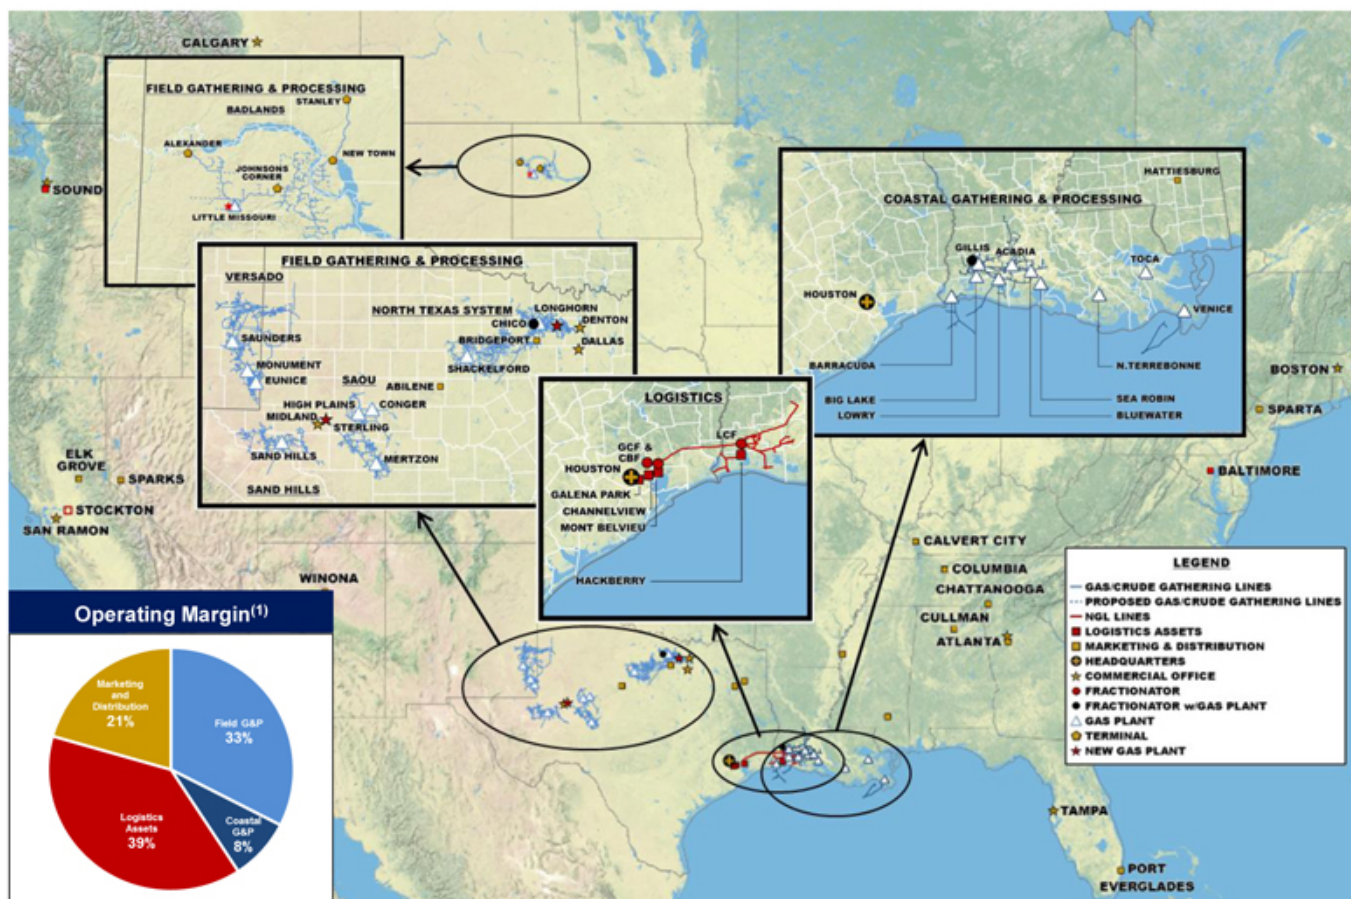 CALGARY
FIELD GATHERING & PROCESSING
BADLANDS
STANLEY
ALEXANDER
NEW TOWN
JOHNSONS
CORNER
LITTLE MISSOURI
SOUND
FIELD GATHERING & PROCESSING
VERSADO
NORTH TEXAS SYSTEM
LONGHORN
CHICO
DENTON
BRIDGEPORT
DALLAS
SAUNDERS
SHACKELFORD
MONUMENT
EUNICE
SAOU
ABILENE
HIGH PLAINS
CONGER
MIDLAND
STERLING
SAND HILLS
MERTZON
SAND HILLS
COASTAL GATHERING & PROCESSING
HATTIESBURG
GILLIS
ACADIA
TOCA
HOUSTON
VENICE
BARRACUDA
N.TERREBONNE
BIG LAKE
SEA ROBIN
LOWRY
BLUEWATER
LOGISTICS
LCF
GCF &
CBF
HOUSTON
GALENA PARK
CHANNELVIEW
MONT BELVIEU
HACKBERRY
BOSTON
SPARTA
BALTIMORE
ELK
GROVE
SPARKS
STOCKTON
SAN RAMON
WINONA
CALVERT CITY
COLUMBIA
CHATTANOOGA
CULLMAN
ATLANTA
TAMPA
PORT
EVERGLADES
LEGEND
GAS/CRUDE GATHERING LINES
PROPOSED GAS/CRUDE GATHERING LINES
NGL LINES
LOGISTICS ASSETS
MARKETING & DISTRIBUTION
HEADQUARTERS
COMMERCIAL OFFICE
FRACTIONATOR
FRACTIONATOR w/GAS PLANT
GAS PLANT
TERMINAL
NEW GAS PLANT
Operating Margin(1)
Marketing
and
Distribution
21%
Field G&P
33%
Logistics
Assets
39%
Coastal
G&P
8%